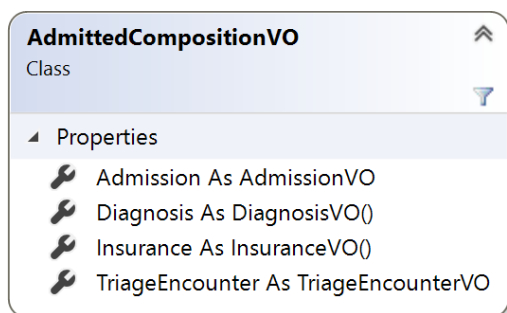 AdmittedCompositionVO
Class
Properties
Admission As AdmissionVO
Diagnosis As DiagnosisVO()
Insurance As InsuranceVO()
TriageEncounter As TriageEncounterVO